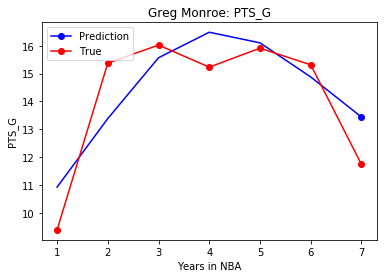 Greg Monroe: PTS_G
Prediction
True
PTS_G
16
15
14
13
12
11
10
1 2 3 4 5 6 7
Years in NBA